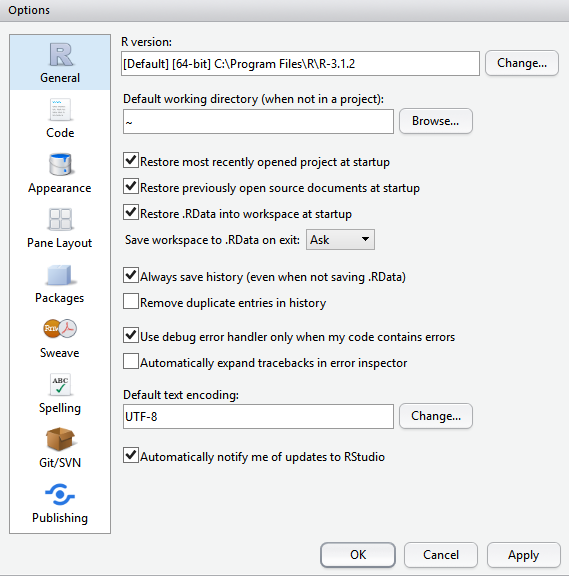 Options
R
General
Code
Appearance
Pane Layout
Packages
Sweave
ABC
Spelling
Git/SVN
Publishing
R version:
[Default] [64-bit] C:\Program Files\R\R-3.1.2
Change...
Default working directory (when not in a project):
~
Browse...
Restore most recently opened project at startup
Restore previously open source documents at startup
Restore .RData into workspace at startup
Save workspace to .RData on exit: Ask
Always save history (even when not saving .RData)
Remove duplicate entries in history
Use debug error handler only when my code contains errors
Automatically expand tracebacks in error inspector
Default text encoding:
UTF-8
Change...
Automatically notify me of updates to RStudio
OK
Cancel
Apply